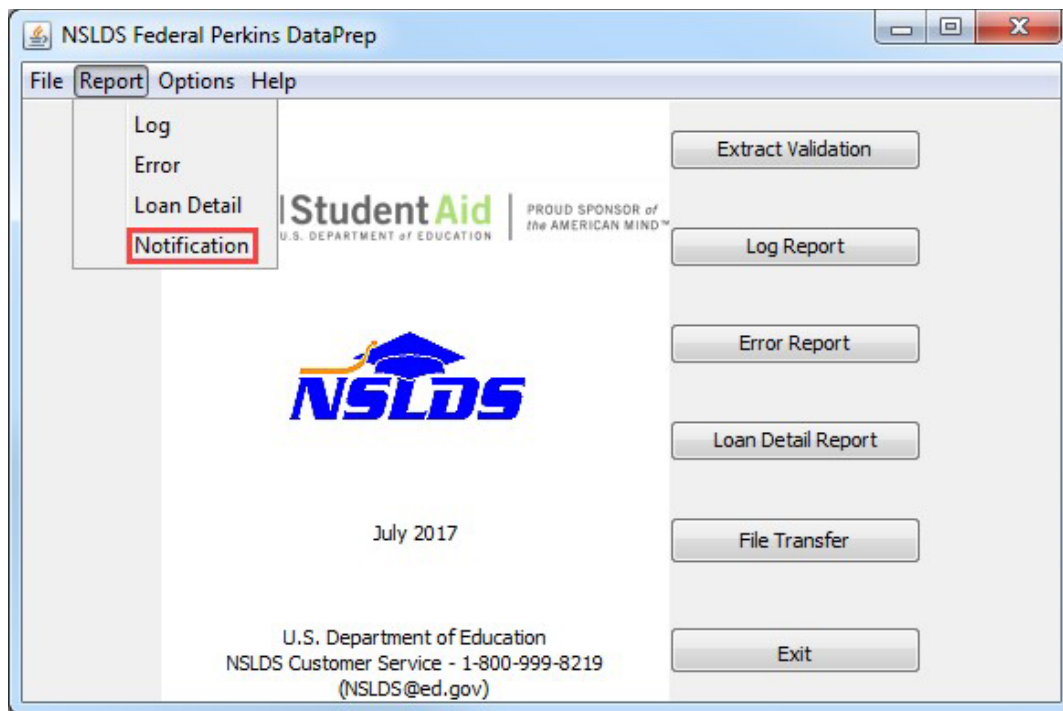 NSLDS Federal Perkins DataPrep
File Report Options Help
Log
Error
Loan Detail
Notification
StudentAid
U.S. DEPARTMENT of EDUCATION
PROUD SPONSOR of
the AMERICAN MIND™
NSLDS
July 2017
U.S. Department of Education
NSLDS Customer Service - 1-800-999-8219
(NSLDS@ed.gov)
Extract Validation
Log Report
Error Report
Loan Detail Report
File Transfer
Exit